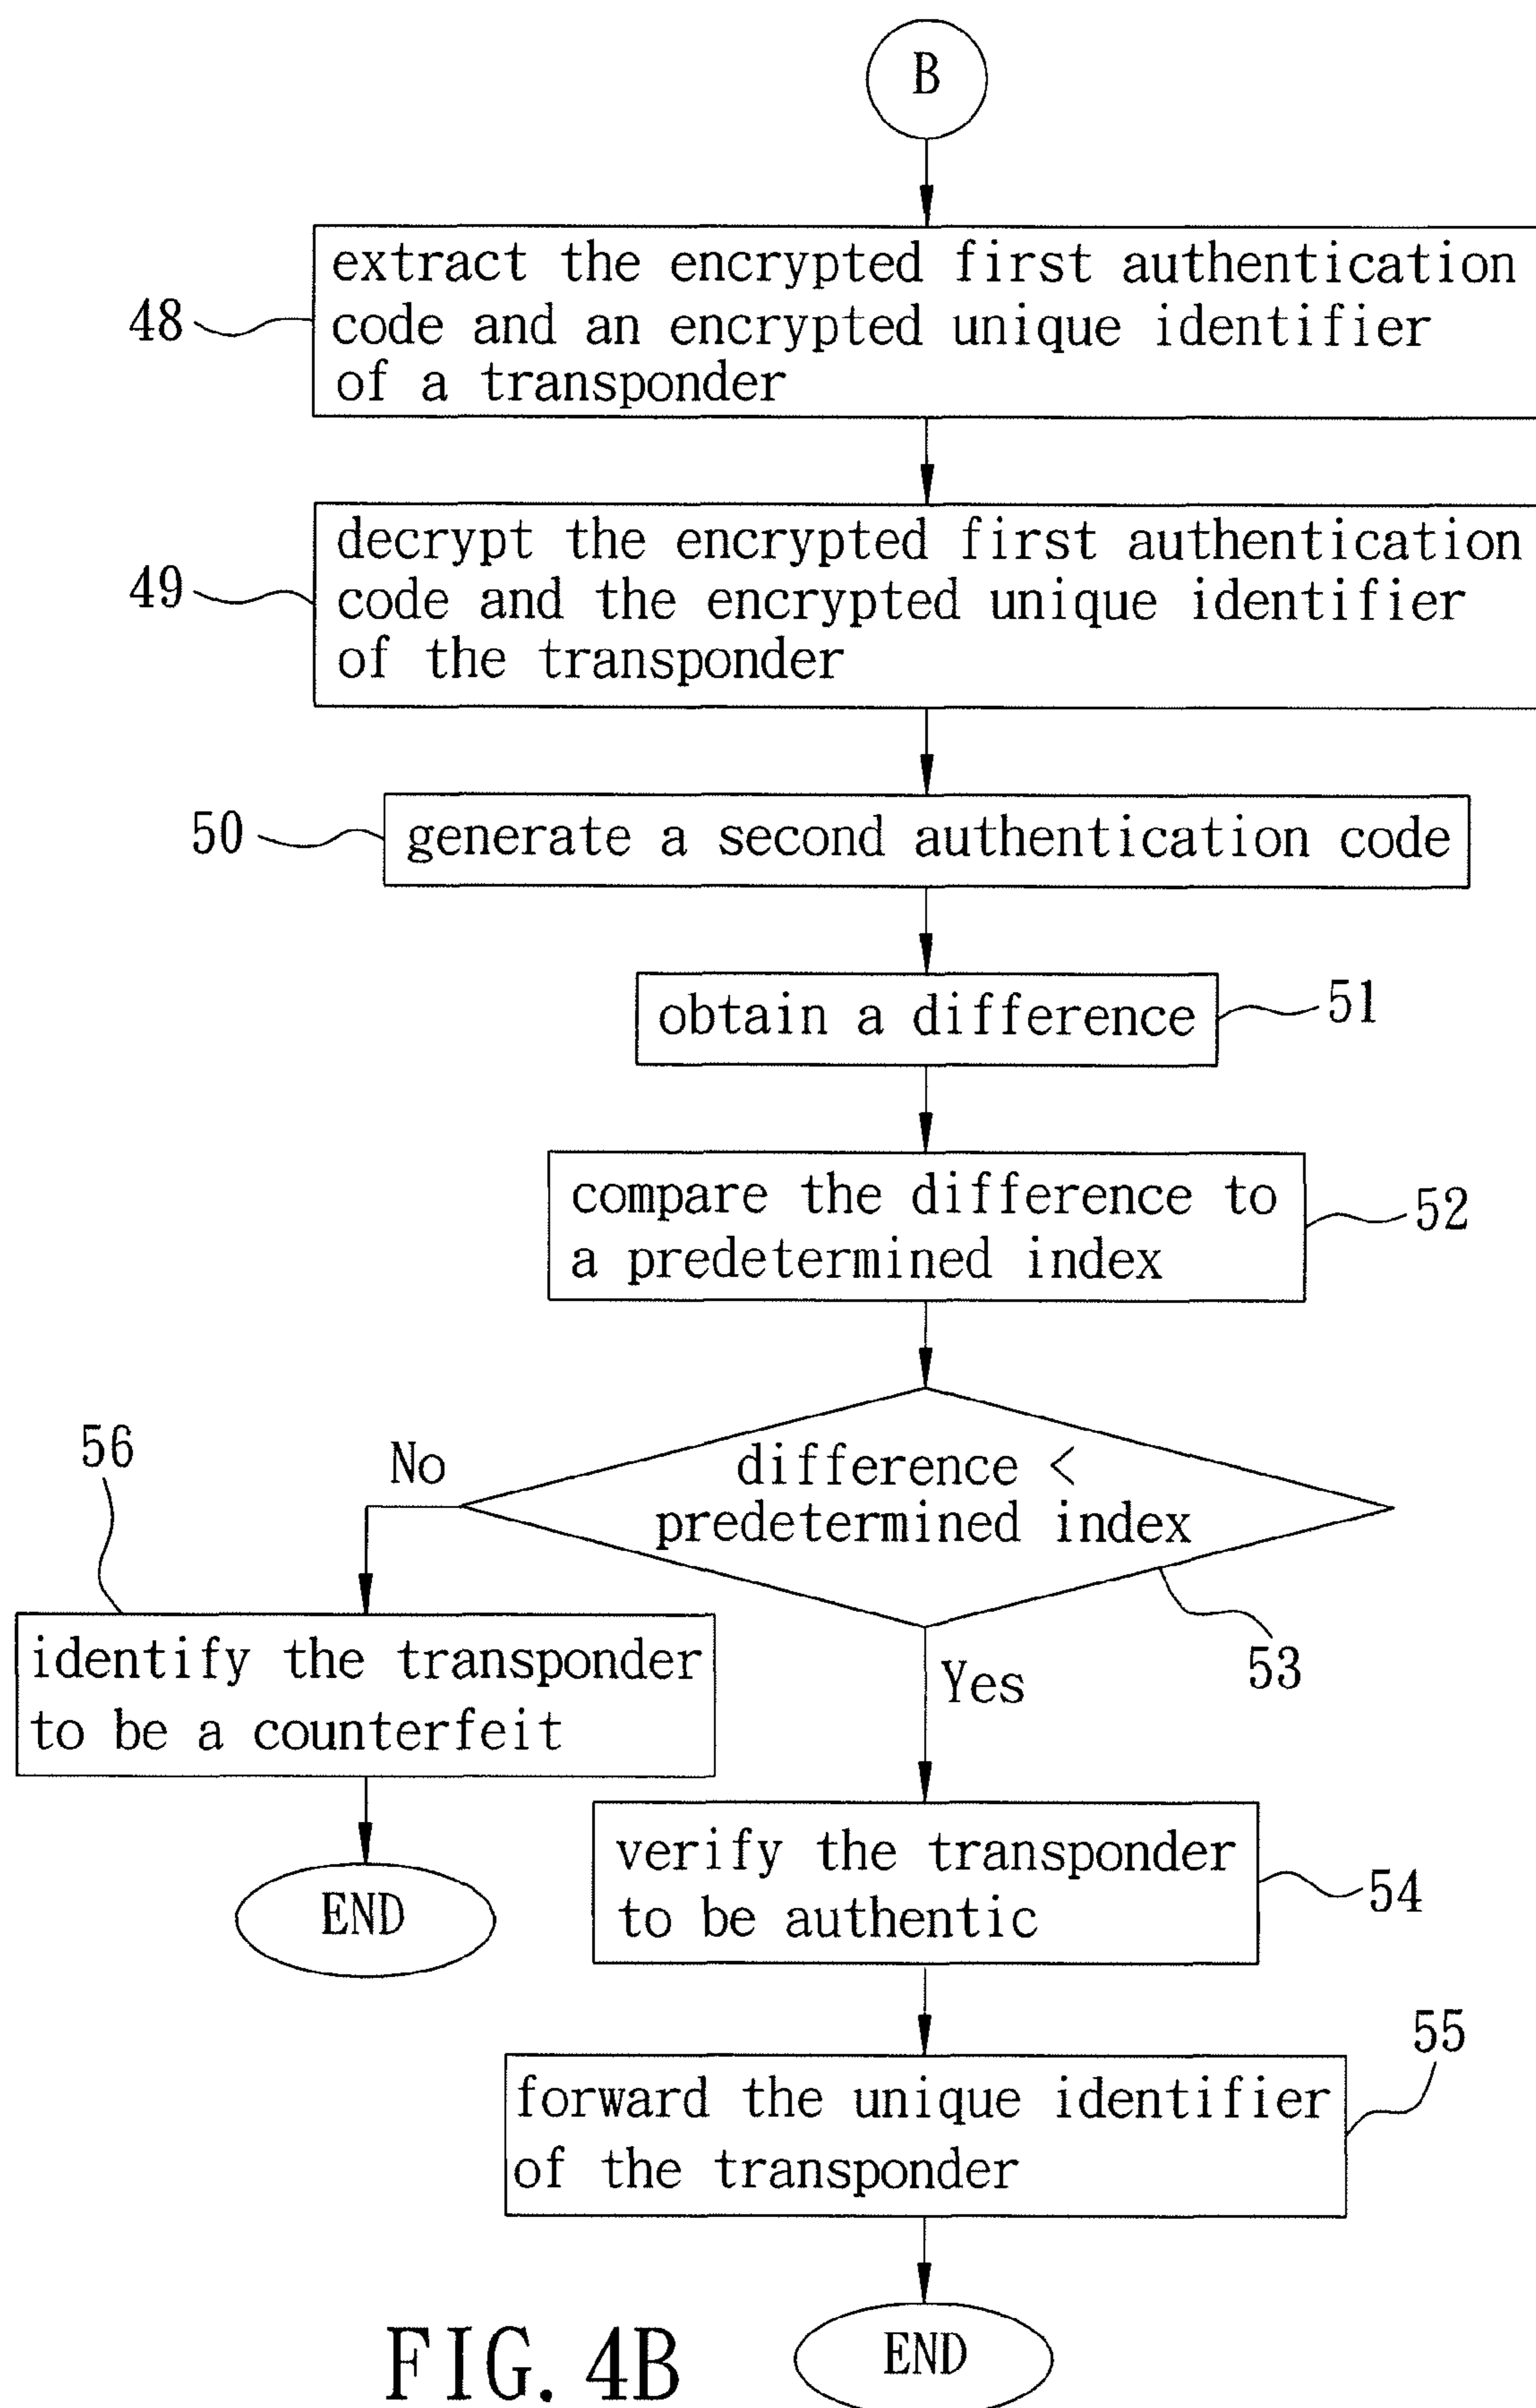 B
48
extract the encrypted first authentication
code and an encrypted unique identifier
of a transponder
49
decrypt the encrypted first authentication
code and the encrypted unique identifier
of the transponder
50
generate a second authentication code
obtain a difference
51
compare the difference to
a predetermined index
52
difference <
predetermined index
53
No
56
identify the transponder
to be a counterfeit
END
Yes
verify the transponder
to be authentic
54
forward the unique identifier
of the transponder
55
END
FIG. 4B